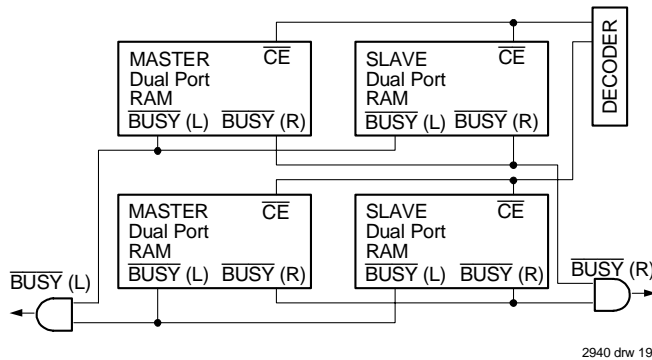 MASTER
Dual Port
RAM
CE
BUSY (L) BUSY (R)
SLAVE
Dual Port
RAM
CE
BUSY (L) BUSY (R)
DECODER
MASTER
Dual Port
RAM
CE
BUSY (L) BUSY (R)
SLAVE
Dual Port
RAM
CE
BUSY (L) BUSY (R)
BUSY (L)
BUSY (R)
2940 drw 19